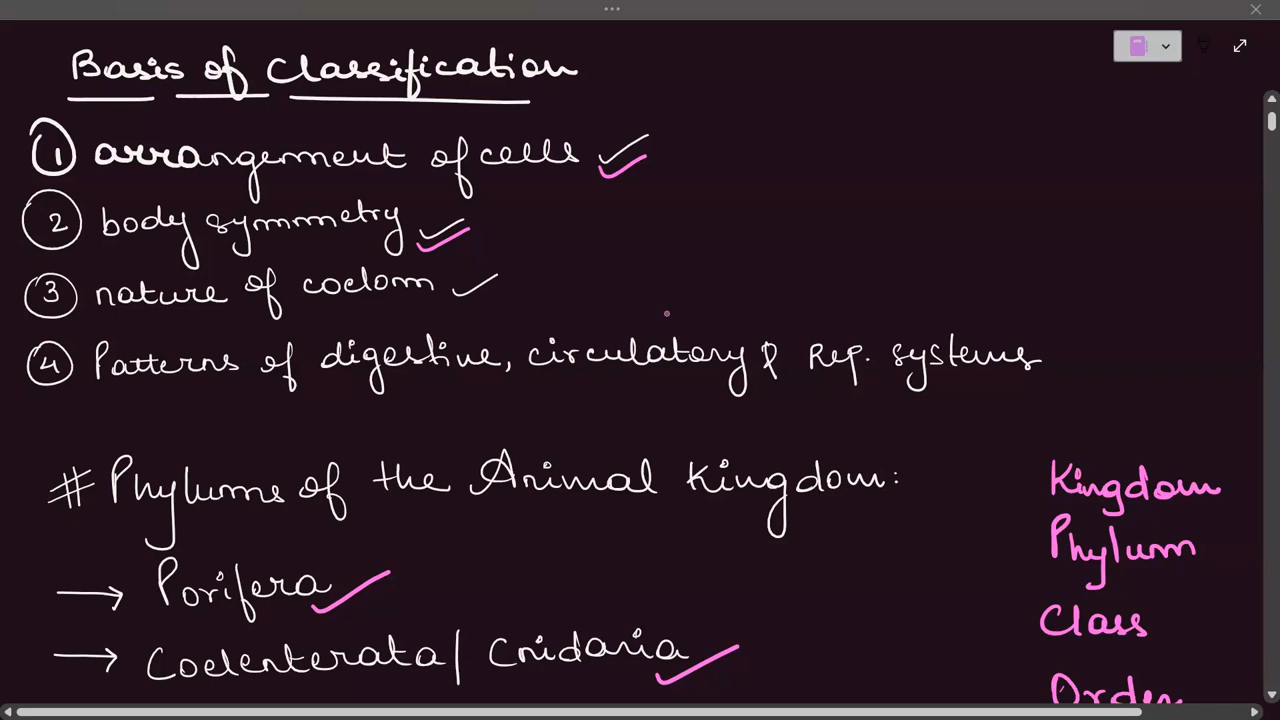 Basis of Classification
① arrangement of cells ✓✓
② body symmetry ✓✓
③ nature of coelom ✓
④ Patterns of digestive, circulatory & Rep. systems
# Phylums of the Animal Kingdom:
→ Porifera ✓
→ Coelenterata/ Cnidaria ✓
Kingdom
Phylum
Class
Order